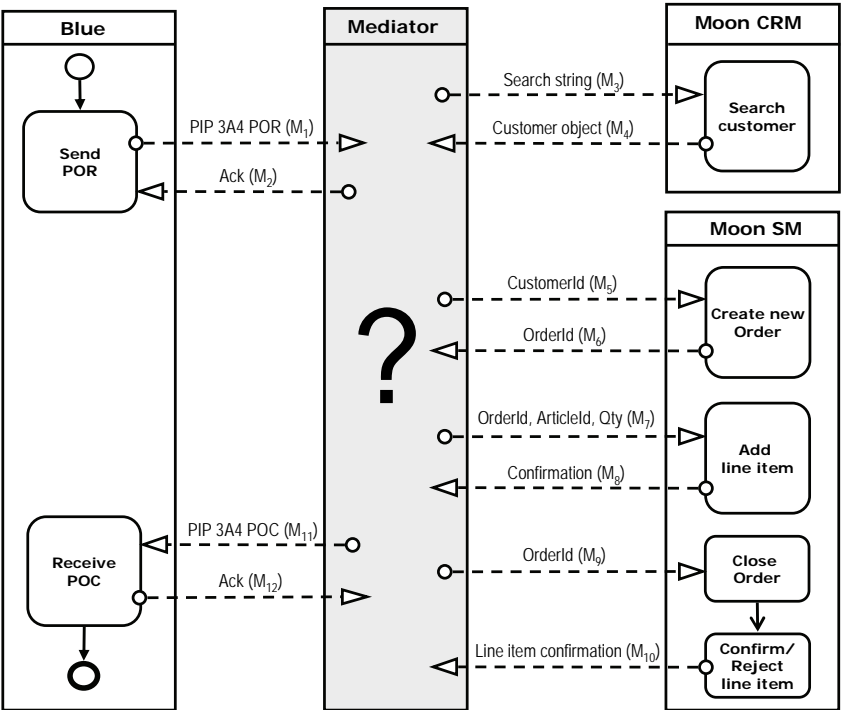 Blue
Mediator
Moon CRM
Search string (M3)
Search
customer
PIP 3A4 POR (M1)
Customer object (M4)
Send
POR
Ack (M2)
Moon SM
CustomerId (M5)
Create new
Order
OrderId (M6)
?
OrderId, ArticleId, Qty (M7)
Add
line item
Confirmation (M8)
PIP 3A4 POC (M11)
Receive
POC
OrderId (M9)
Close
Order
Ack (M12)
Line item confirmation (M10)
Confirm/
Reject
line item